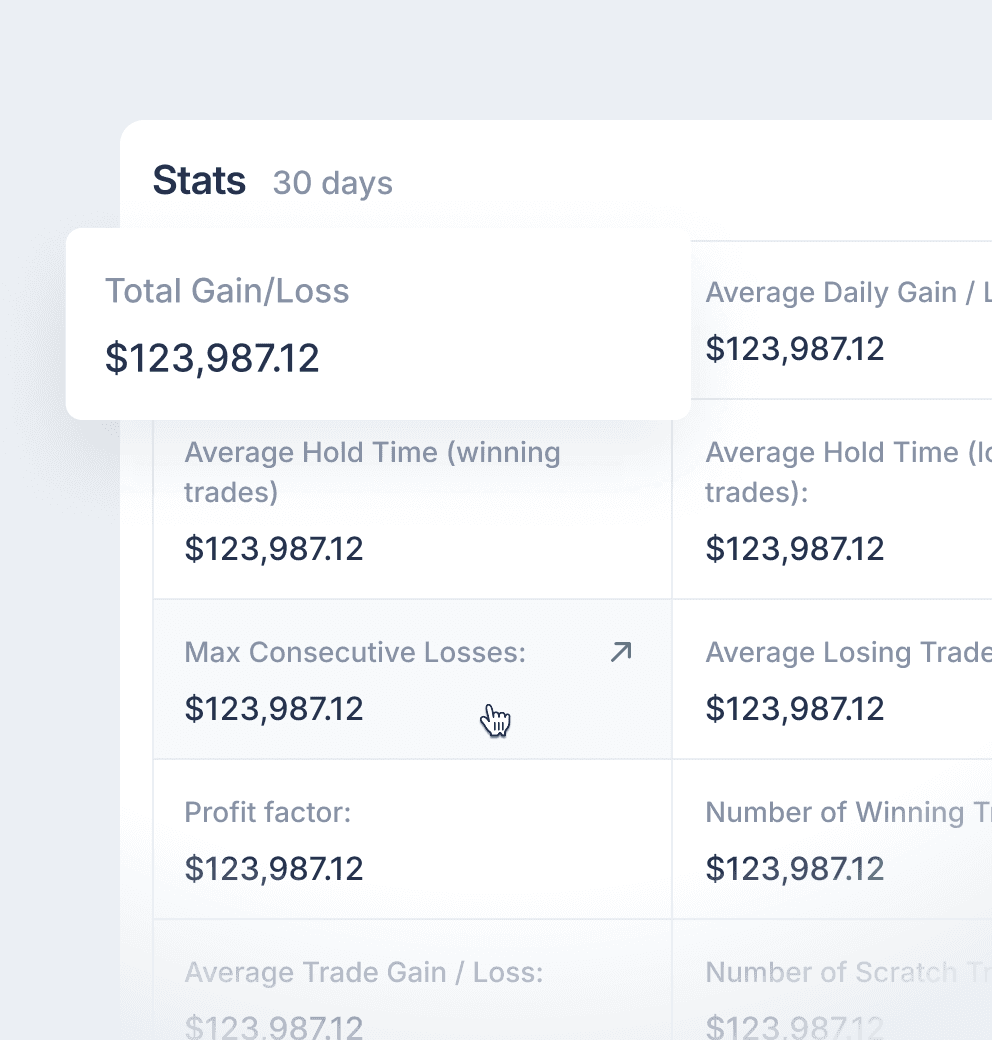 Stats 30 days
Total Gain/Loss
$123,987.12
Average Daily Gain /
$123,987.12
Average Hold Time (winning
trades)
$123,987.12
Average Hold Time
trades):
$123,987.12
Max Consecutive Losses:
$123,987.12
Average Losing Trade
$123,987.12
Profit factor:
$123,987.12
Number of Winning
$123,987.12
Average Trade Gain / Loss:
$123,987.12
Number of Scratch
$123,987.12